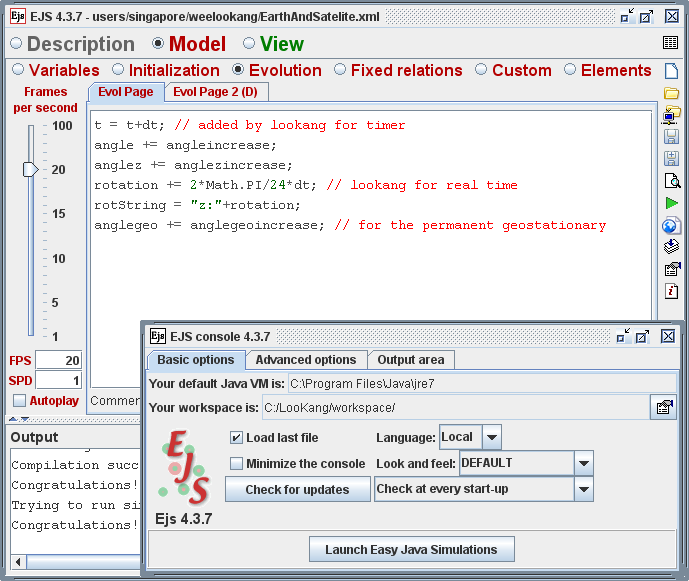 EJS 4.3.7 - users/singapore/weelookang/EarthAndSatelite.xml
Description Model View
Variables Initialization Evolution Fixed relations Custom Elements
Frames
per second
100
20
15
10
5
1
FPS 20
SPD 1
Autoplay
Evol Page Evol Page 2 (D)
t = t+dt; // added by lookang for timer
angle += angleincrease;
anglez += anglezincrease;
rotation += 2*Math.PI/24*dt; // lookang for real time
rotString = "z:"+rotation;
anglegeo += anglegeoincrease; // for the permanent geostationary
Commen
Output
Compilation succ
Congratulations!
Trying to run si
Congratulations!
EJS console 4.3.7
Basic options Advanced options Output area
Your default Java VM is: C:\Program Files\Java\jre7
Your workspace is: C:/LooKang/workspace/
EJS
Ejs 4.3.7
Load last file Language: Local
Minimize the console Look and feel: DEFAULT
Check for updates Check at every start-up
Launch Easy Java Simulations